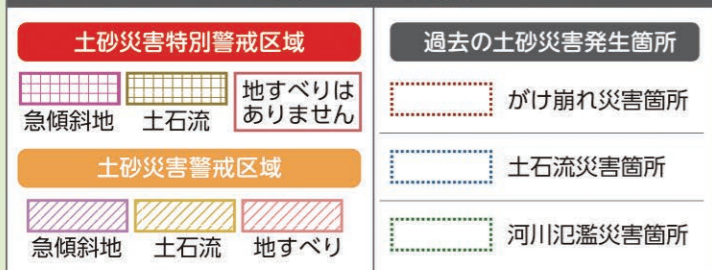 土砂災害特別警戒区域
急傾斜地
土石流
地すべりは
ありません
土砂災害警戒区域
急傾斜地
土石流
地すべり
過去の土砂災害発生箇所
がけ崩れ災害箇所
土石流災害箇所
河川氾濫災害箇所